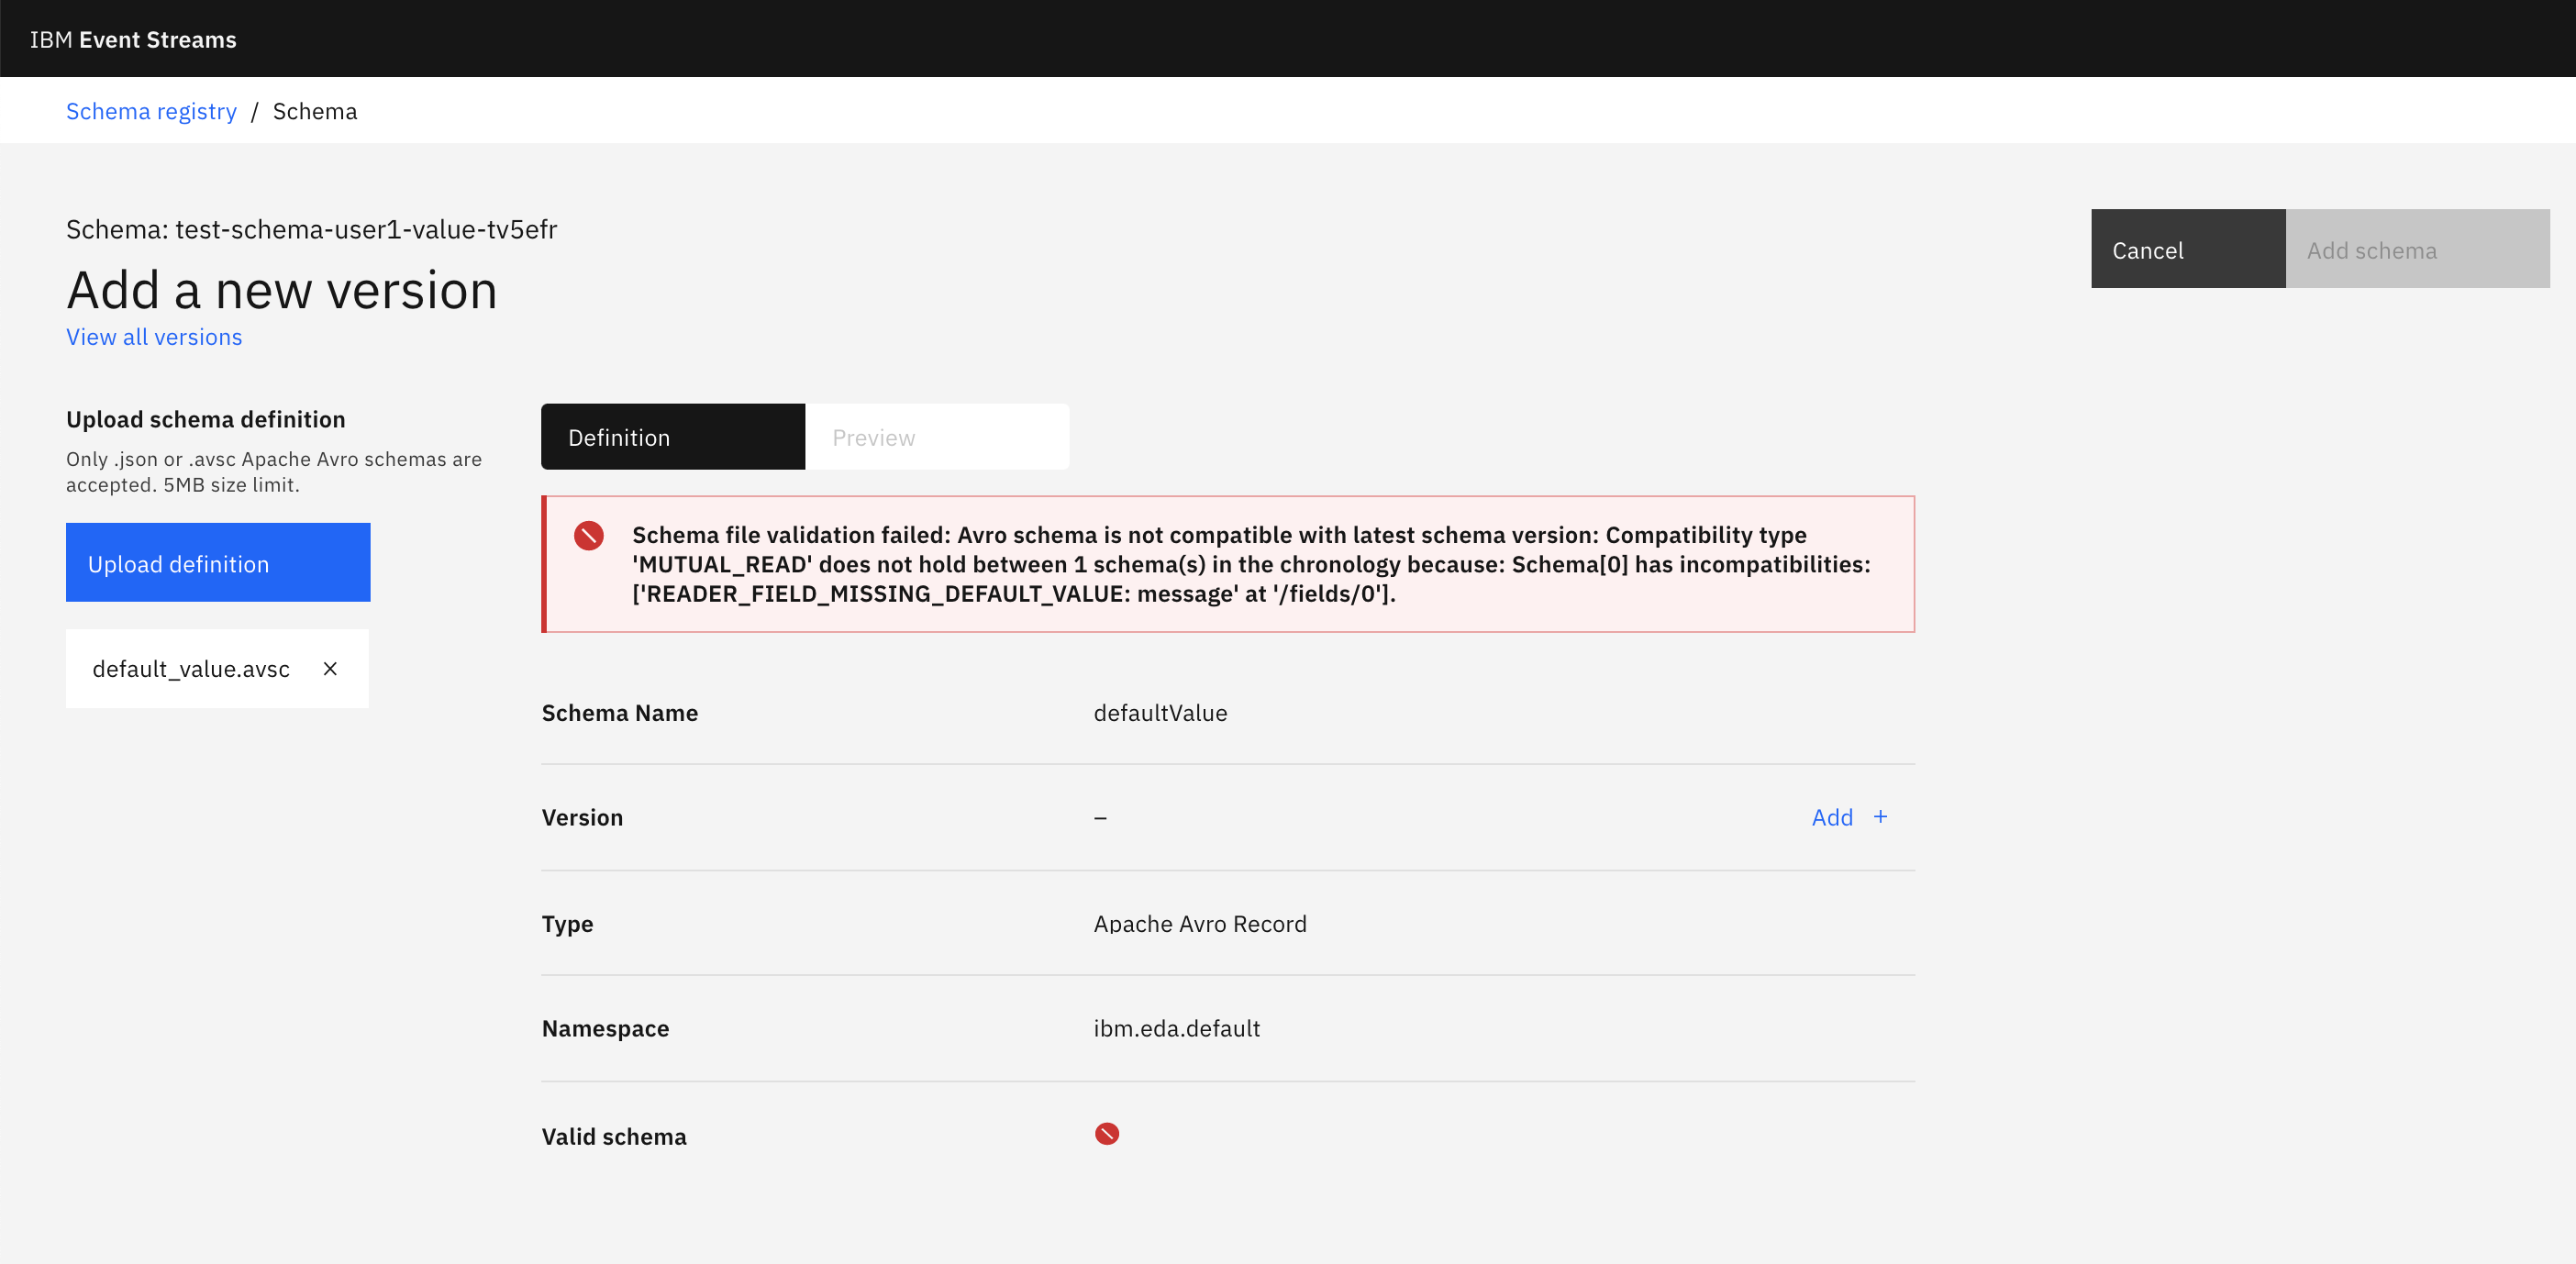 IBM Event Streams
Schema registry / Schema
Schema: test-schema-user1-value-tv5efr
Add a new version
View all versions
Cancel
Add schema
Upload schema definition
Only .json or .avsc Apache Avro schemas are
accepted. 5MB size limit.
Upload definition
default_value.avsc
Definition
Preview
Schema file validation failed: Avro schema is not compatible with latest schema version: Compatibility type
'MUTUAL_READ' does not hold between 1 schema(s) in the chronology because: Schema[0] has incompatibilities:
['READER_FIELD_MISSING_DEFAULT_VALUE: message' at '/fields/0'].
Schema Name defaultValue
Version – Add +
Type Apache Avro Record
Namespace ibm.eda.default
Valid schema